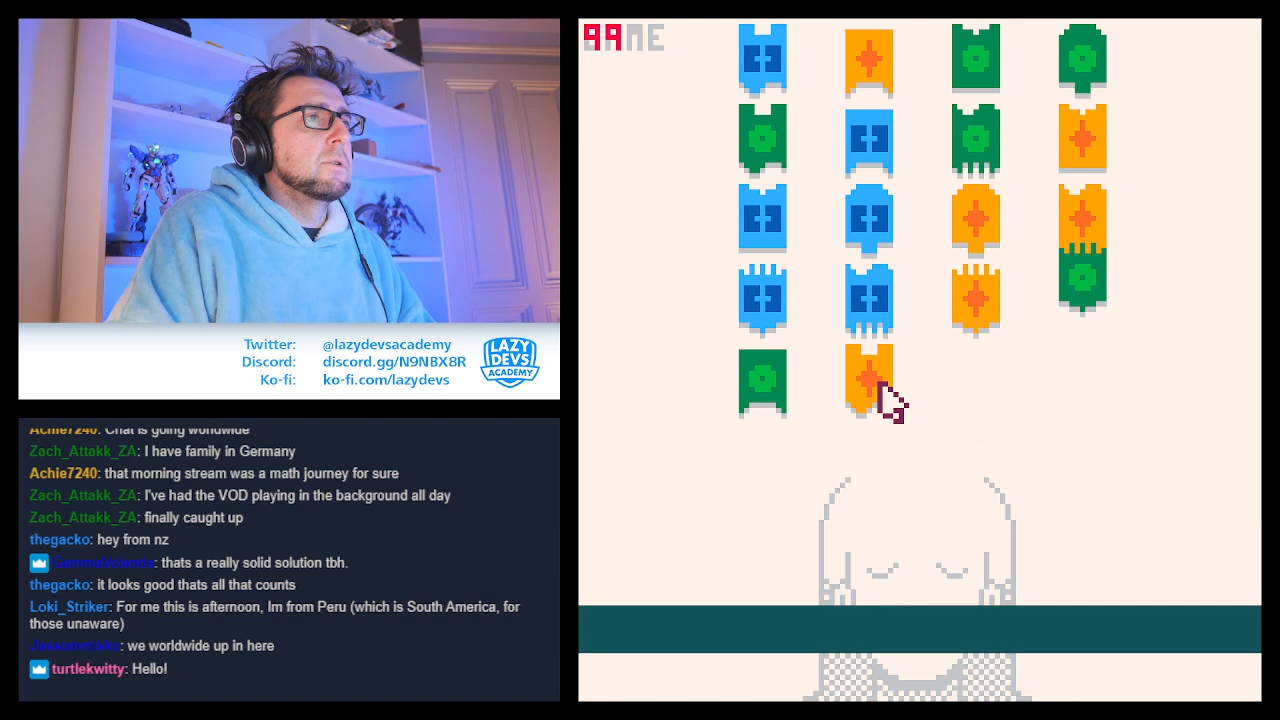 Twitter: @lazydevsacademy
Discord: discord.gg/N9NBX8R
Ko-fi: ko-fi.com/lazydevs
LAZY
DEVS
ACADEMY
Achie7240: Chat is going worldwide
Zach_Attakk_ZA: I have family in Germany
Achie7240: that morning stream was a math journey for sure
Zach_Attakk_ZA: I've had the VOD playing in the background all day
Zach_Attakk_ZA: finally caught up
thegacko: hey from nz
thats a really solid solution tbh.
thegacko: it looks good thats all that counts
Loki_Striker: For me this is afternoon, Im from Peru (which is South America, for
those unaware)
we worldwide up in here
turtlekwitty: Hello!